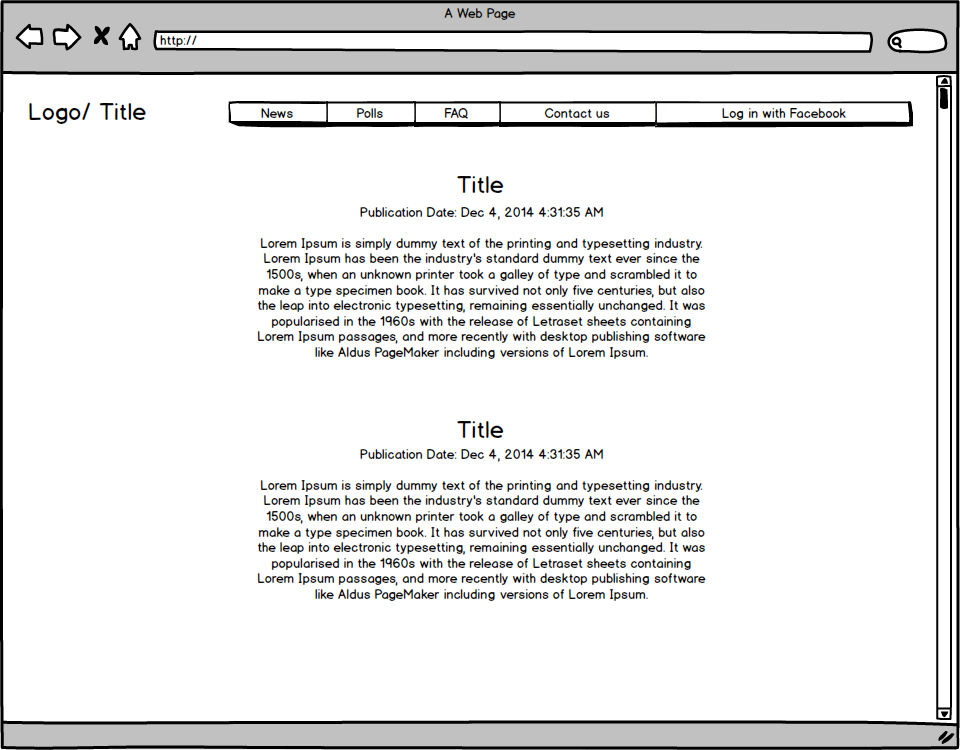 A Web Page
http://
Logo/ Title
News Polls FAQ Contact us Log in with Facebook
Title
Publication Date: Dec 4, 2014 4:31:35 AM
Lorem Ipsum is simply dummy text of the printing and typesetting industry.
Lorem Ipsum has been the industry's standard dummy text ever since the
1500s, when an unknown printer took a galley of type and scrambled it to
make a type specimen book. It has survived not only five centuries, but also
the leap into electronic typesetting, remaining essentially unchanged. It was
popularised in the 1960s with the release of Letraset sheets containing
Lorem Ipsum passages, and more recently with desktop publishing software
like Aldus PageMaker including versions of Lorem Ipsum.
Title
Publication Date: Dec 4, 2014 4:31:35 AM
Lorem Ipsum is simply dummy text of the printing and typesetting industry.
Lorem Ipsum has been the industry's standard dummy text ever since the
1500s, when an unknown printer took a galley of type and scrambled it to
make a type specimen book. It has survived not only five centuries, but also
the leap into electronic typesetting, remaining essentially unchanged. It was
popularised in the 1960s with the release of Letraset sheets containing
Lorem Ipsum passages, and more recently with desktop publishing software
like Aldus PageMaker including versions of Lorem Ipsum.